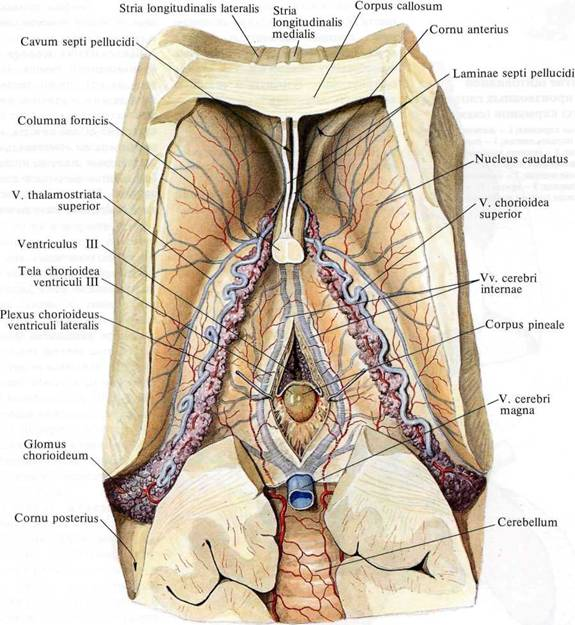 Stria longitudinalis lateralis
Stria
longitudinalis
medialis
Corpus callosum
Cornu anterius
Cavum septi pellucidi
Laminae septi pellucidi
Columna fornicis
Nucleus caudatus
V. thalamostriata
superior
V. chorioidea
superior
Ventriculus III
Tela chorioidea
ventriculi III
Vv. cerebri
internae
Plexus chorioideus
ventriculi lateralis
Corpus pineale
V. cerebri
magna
Glomus
chorioideum
Cornu posterius
Cerebellum